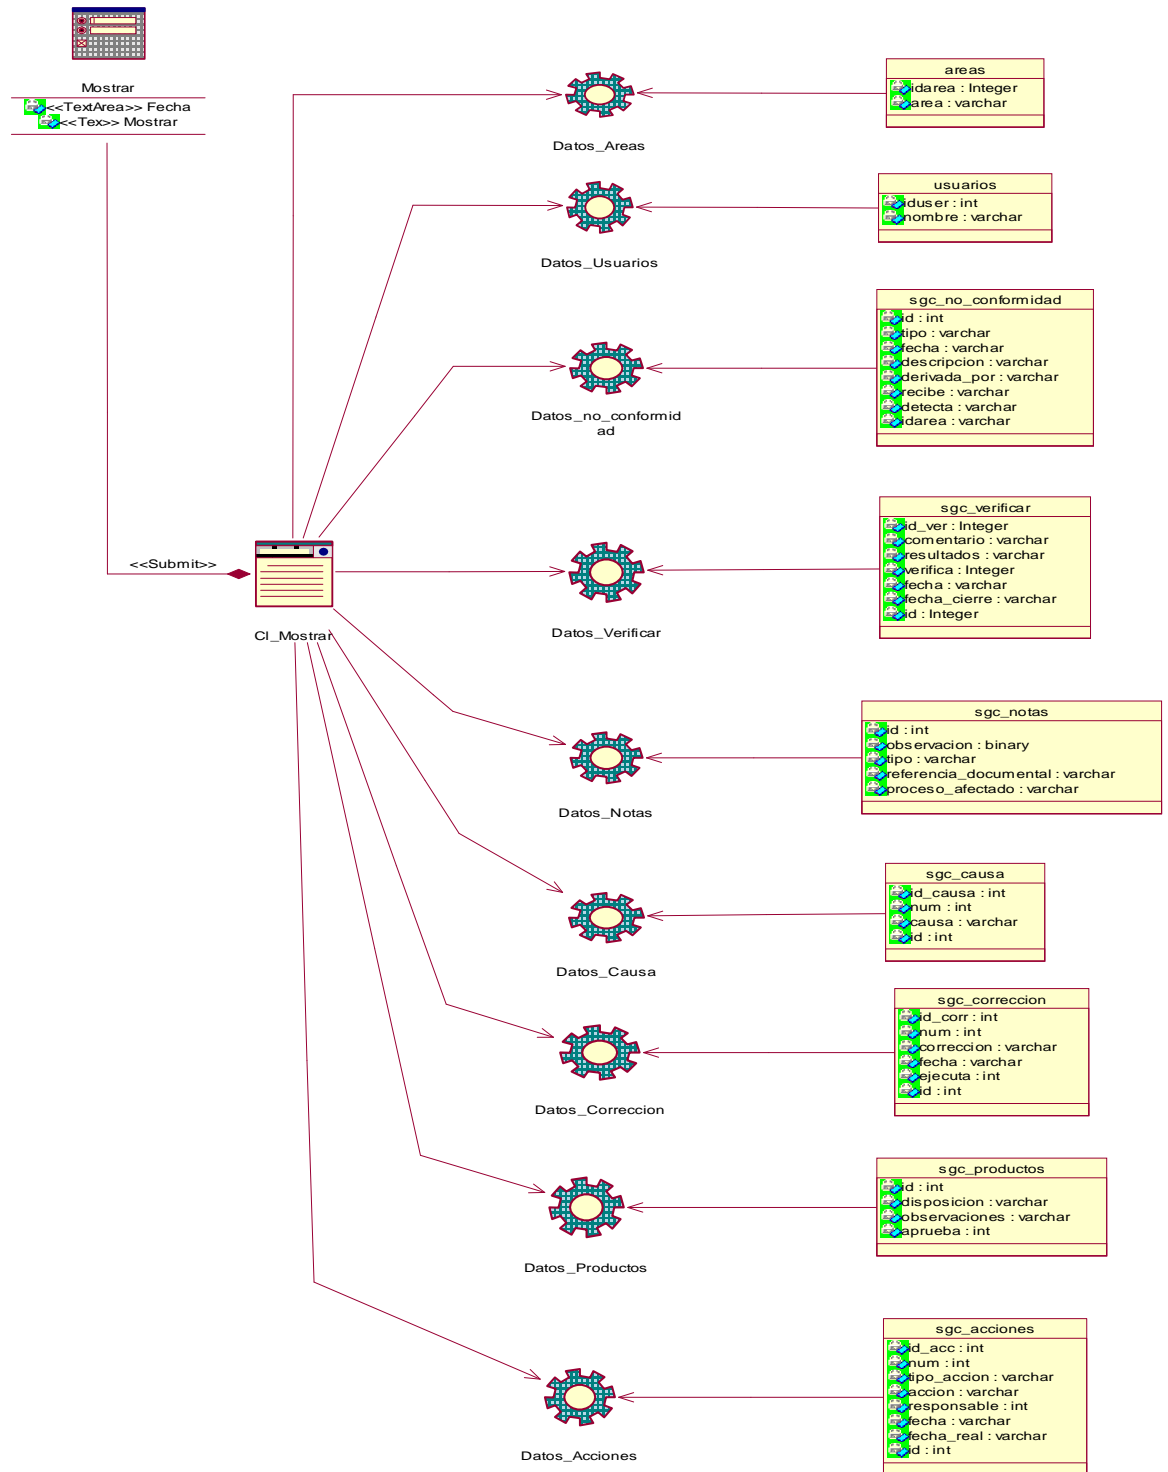 Mostrar
<<TextArea>> Fecha
<<Tex>> Mostrar
<<Submit>>
Cl_Mostrar
Datos_Areas
areas
idarea : Integer
area : varchar
Datos_Usuarios
usuarios
iduser : int
nombre : varchar
Datos_no_conformid
ad
sgc_no_conformidad
id : int
tipo : varchar
fecha : varchar
descripcion : varchar
derivada_por : varchar
recibe : varchar
detecta : varchar
idarea : varchar
Datos_Verificar
sgc_verificar
id_ver : Integer
comentario : varchar
resultados : varchar
verifica : Integer
fecha : varchar
fecha_cierre : varchar
id : Integer
Datos_Notas
sgc_notas
id : int
observacion : binary
tipo : varchar
referencia_documental : varchar
proceso_afectado : varchar
Datos_Causa
sgc_causa
id_causa : int
num : int
causa : varchar
id : int
Datos_Correccion
sgc_correccion
id_corr : int
num : int
correccion : varchar
fecha : varchar
ejecuta : int
id : int
Datos_Productos
sgc_productos
id : int
disposicion : varchar
observaciones : varchar
aprueba : int
Datos_Acciones
sgc_acciones
id_acc : int
num : int
tipo_accion : varchar
accion : varchar
responsable : int
fecha : varchar
fecha_real : varchar
id : int